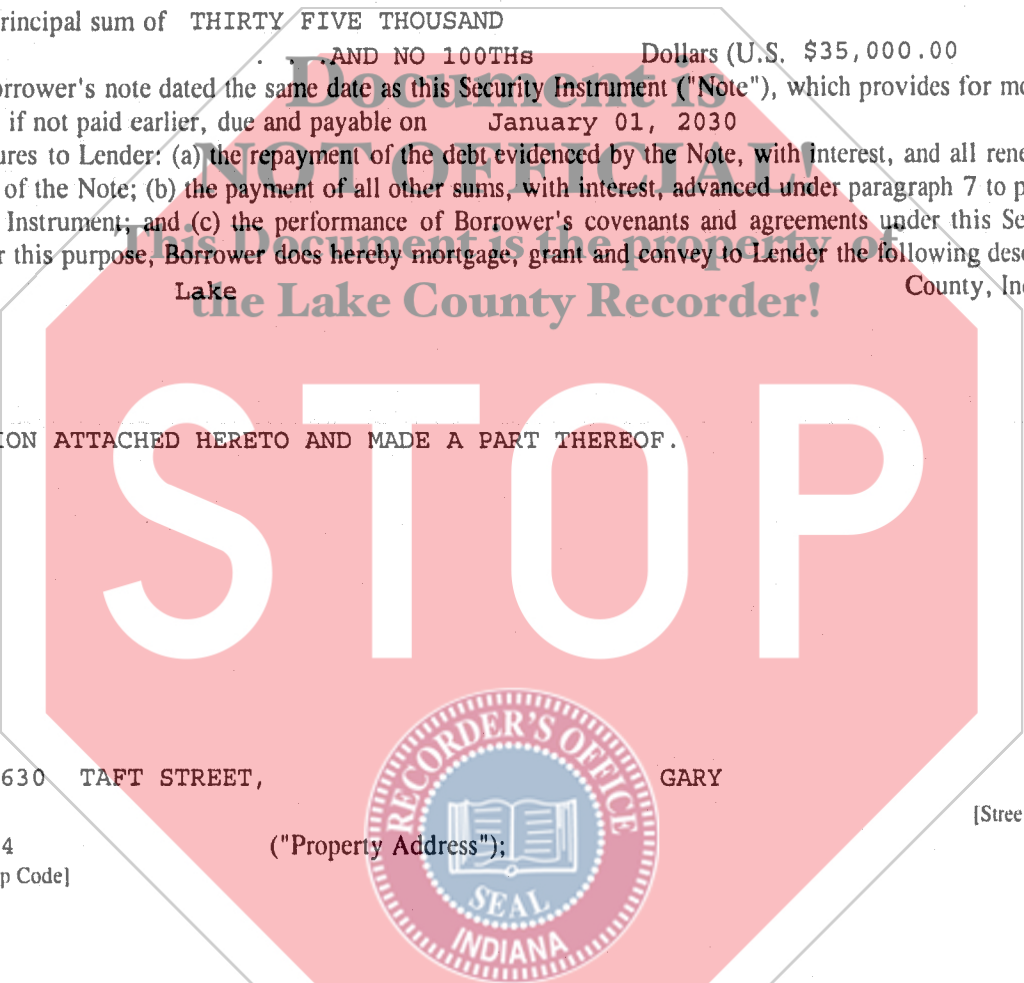 rincipal sum of THIRTY FIVE THOUSAND
. . .AND NO 100THs Dollars (U.S. $35,000.00
orrower's note dated the same date as this Security Instrument ("Note"), which provides for mo
if not paid earlier, due and payable on January 01, 2030
ures to Lender: (a) the repayment of the debt evidenced by the Note, with interest, and all rene
of the Note; (b) the payment of all other sums, with interest, advanced under paragraph 7 to p
Instrument; and (c) the performance of Borrower's covenants and agreements under this Se
r this purpose, Borrower does hereby mortgage, grant and convey to Lender the following desc
Lake County, Ind
Document is
NOT OFFICIAL!
This Document is the property of
the Lake County Recorder!
ION ATTACHED HERETO AND MADE A PART THEREOF.
STOP
630 TAFT STREET, GARY
[Stree
4 ("Property Address");
p Code]
RECORDER'S OFFICE
SEAL
INDIANA